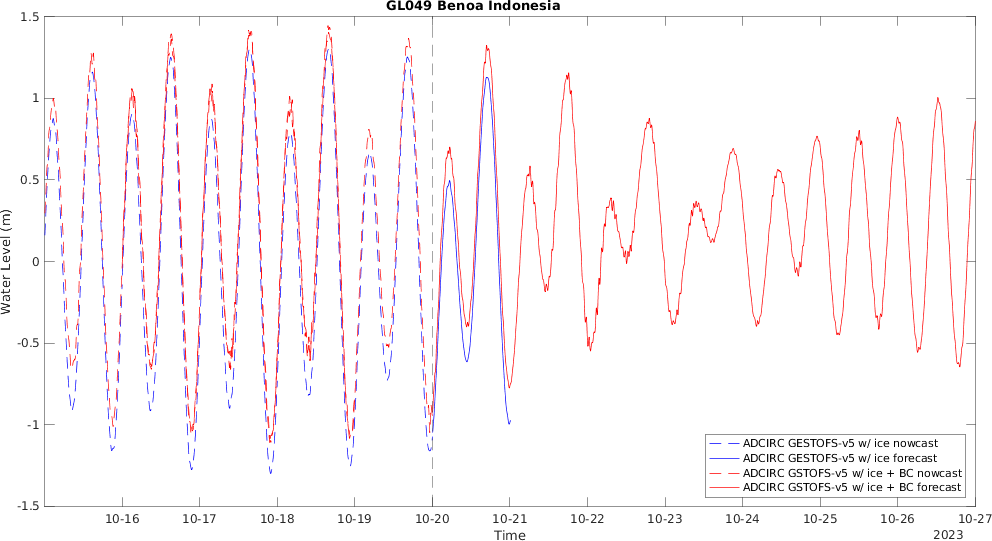 GL049 Benoa Indonesia
1.5
1
0.5
0
-0.5
-1
-1.5
Water Level (m)
10-16 10-17 10-18 10-19 10-20 10-21 10-22 10-23 10-24 10-25 10-26 10-27
Time
2023
ADCIRC GESTOFS-v5 w/ ice nowcast
ADCIRC GESTOFS-v5 w/ ice forecast
ADCIRC GSTOFS-v5 w/ ice + BC nowcast
ADCIRC GSTOFS-v5 w/ ice + BC forecast